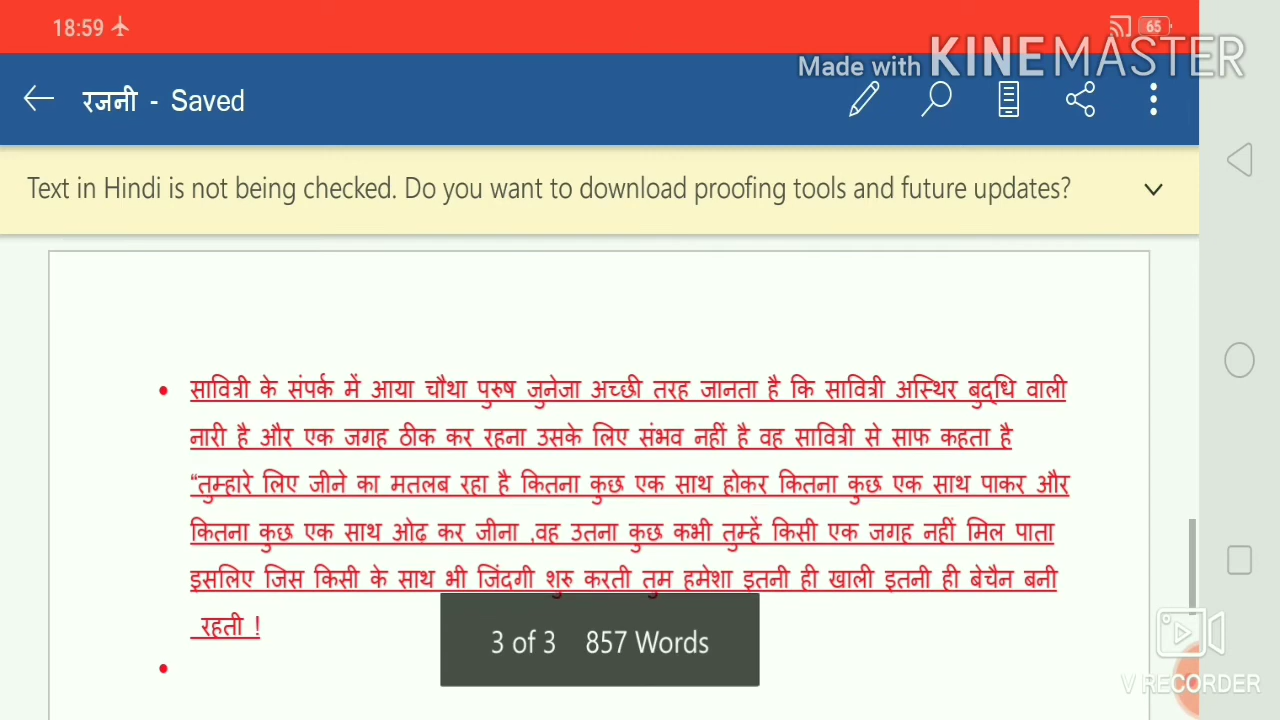 18:59
65
Made with KINEMASTER
रजनी - Saved
Text in Hindi is not being checked. Do you want to download proofing tools and future updates?
• सावित्री के संपर्क में आया चौथा पुरुष जुनेजा अच्छी तरह जानता है कि सावित्री अस्थिर बुद्धि वाली
नारी है और एक जगह ठीक कर रहना उसके लिए संभव नहीं है वह सावित्री से साफ कहता है
“तुम्हारे लिए जीने का मतलब रहा है कितना कुछ एक साथ होकर कितना कुछ एक साथ पाकर और
कितना कुछ एक साथ ओढ़ कर जीना ,वह उतना कुछ कभी तुम्हें किसी एक जगह नहीं मिल पाता
इसलिए जिस किसी के साथ भी जिंदगी शुरु करती तुम हमेशा इतनी ही खाली इतनी ही बेचैन बनी
रहती !
•
3 of 3 857 Words
V RECORDER